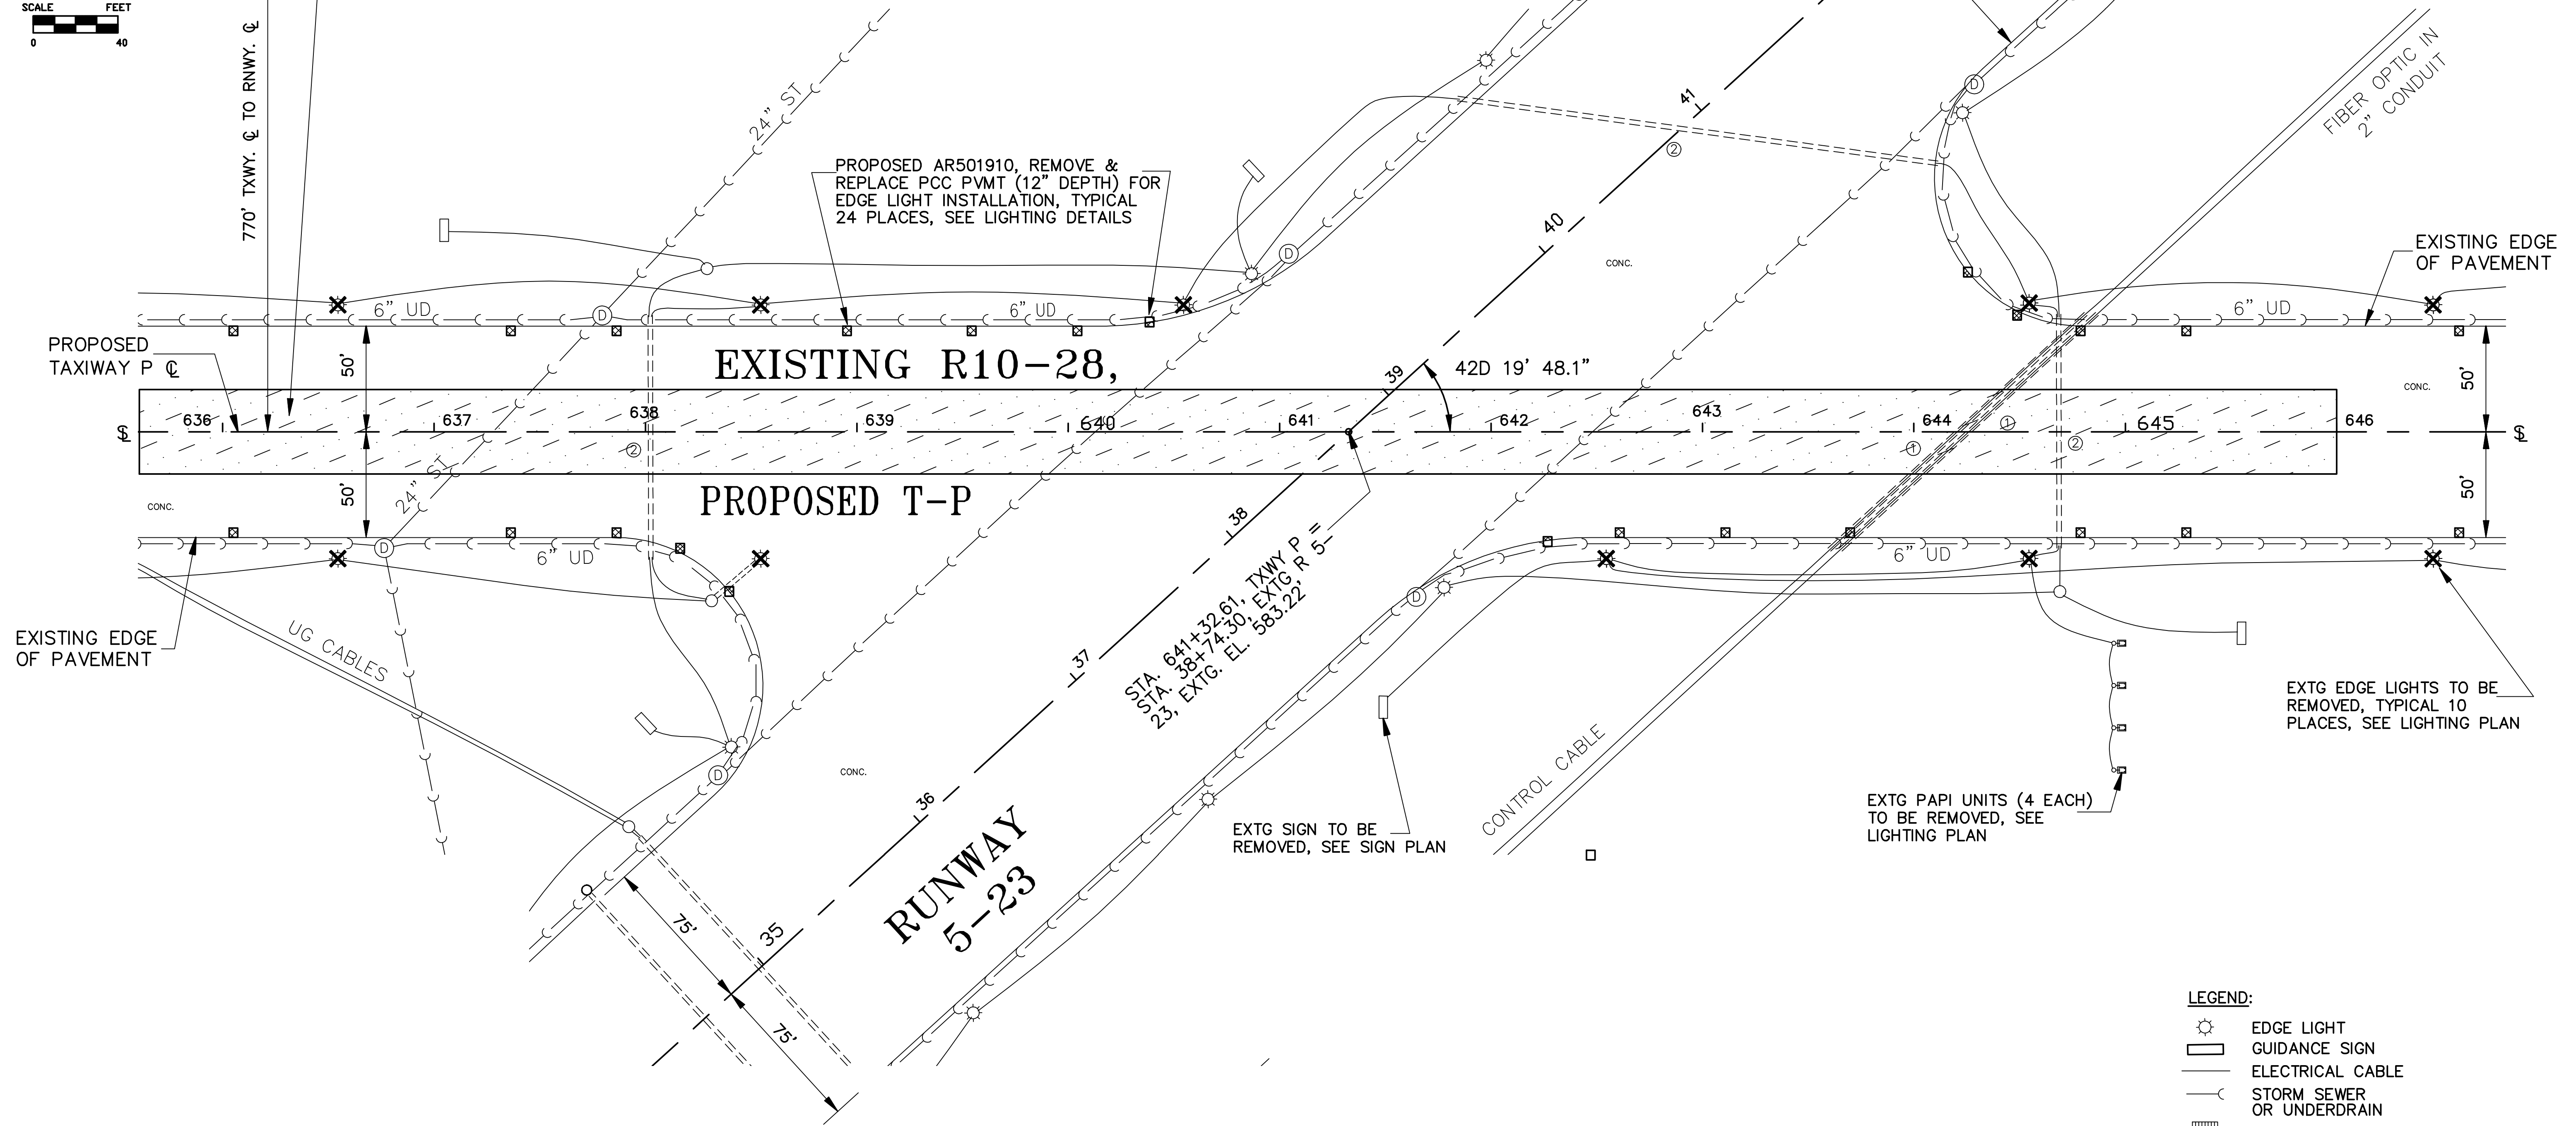 SCALE FEET
0 40
770' TXWY. ℄ TO RNWY. ℄
24" ST
PROPOSED AR501910, REMOVE &
REPLACE PCC PVMT (12" DEPTH) FOR
EDGE LIGHT INSTALLATION, TYPICAL
24 PLACES, SEE LIGHTING DETAILS
41
2
40
CONC.
D
FIBER OPTIC IN
2" CONDUIT
EXISTING EDGE
OF PAVEMENT
D
6" UD
D
6" UD
6" UD
PROPOSED
TAXIWAY P ℄
50'
EXISTING R10-28,
39
42D 19' 48.1"
CONC.
50'
℄
636
637
638
639
640
641
642
643
644
645
646
℄
2
1
1
2
24" ST
50'
CONC.
PROPOSED T-P
38
50'
D
6" UD
6" UD
STA. 641+32.61, TXWY P =
STA. 38+74.30, EXTG R 5-
23, EXTG. EL. 583.22'
D
EXISTING EDGE
OF PAVEMENT
UG CABLES
37
D
CONC.
36
CONTROL CABLE
EXTG EDGE LIGHTS TO BE
REMOVED, TYPICAL 10
PLACES, SEE LIGHTING PLAN
EXTG PAPI UNITS (4 EACH)
TO BE REMOVED, SEE
LIGHTING PLAN
EXTG SIGN TO BE
REMOVED, SEE SIGN PLAN
RUNWAY
5-23
75'
35
75'
LEGEND:
EDGE LIGHT
GUIDANCE SIGN
ELECTRICAL CABLE
STORM SEWER
OR UNDERDRAIN